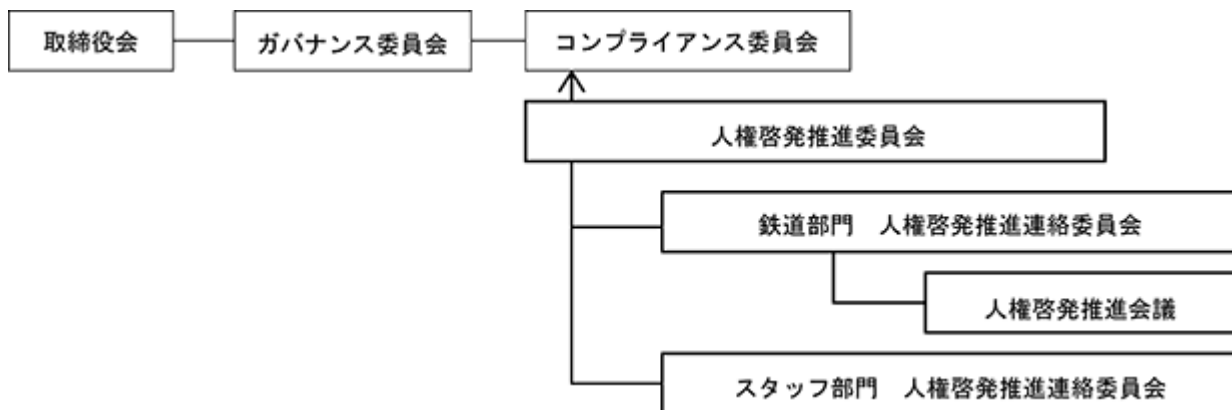 取締役会
ガバナンス委員会
コンプライアンス委員会
人権啓発推進委員会
鉄道部門　人権啓発推進連絡委員会
人権啓発推進会議
スタッフ部門　人権啓発推進連絡委員会